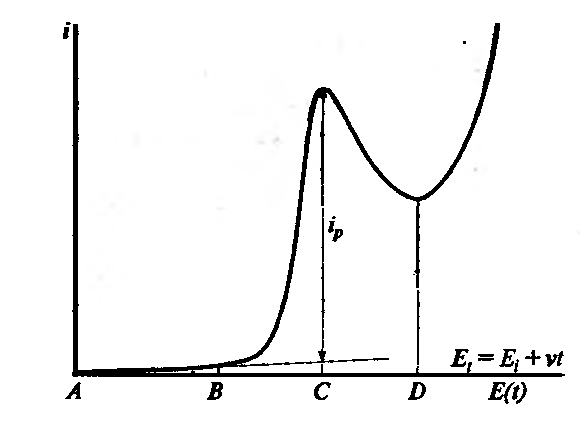 i
i_p
E_t = E_i + vt
A B C D E(t)